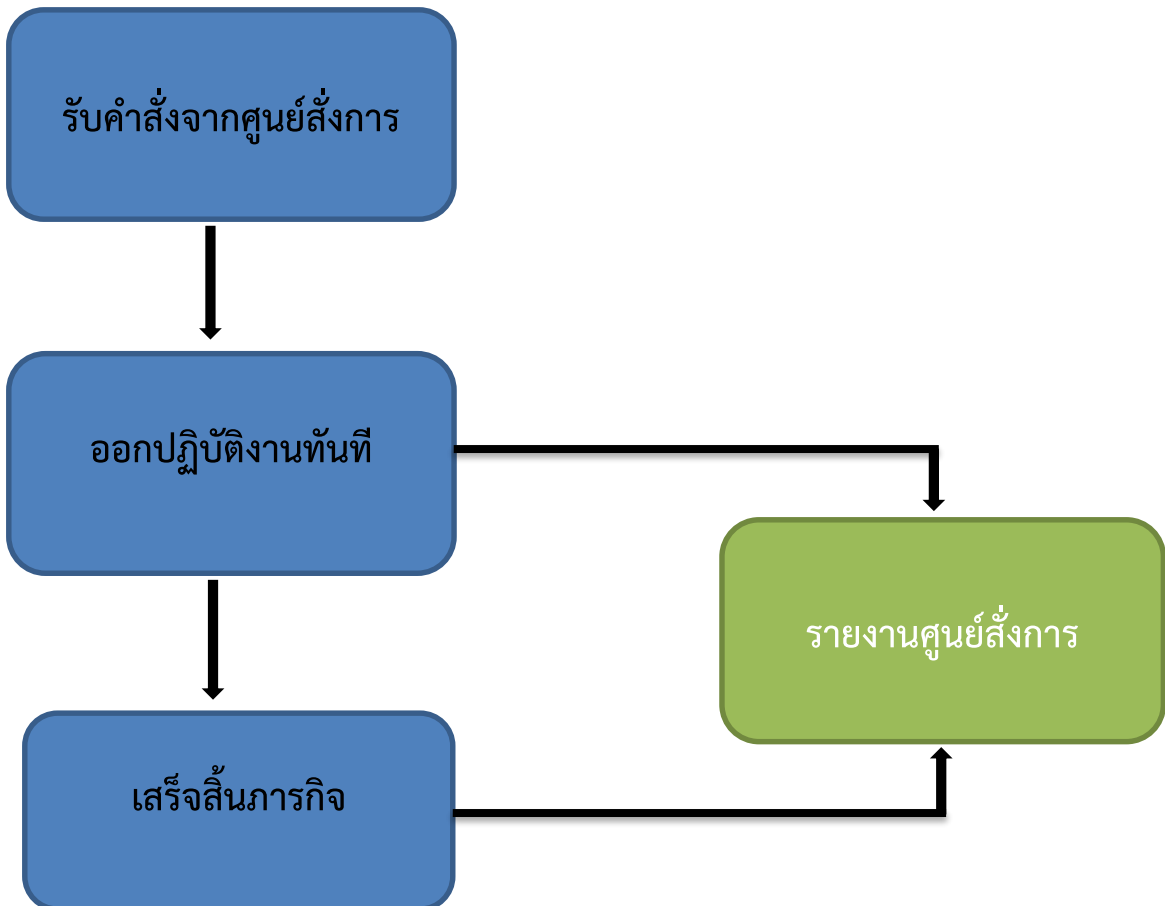 รับคำสั่งจากศูนย์สั่งการ
ออกปฏิบัติงานทันที
รายงานศูนย์สั่งการ
เสร็จสิ้นภารกิจ